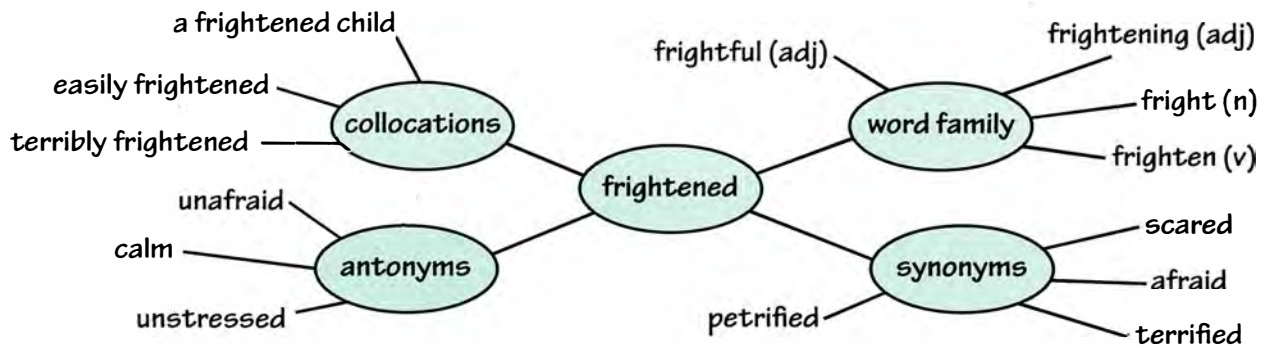 a frightened child
easily frightened
terribly frightened
collocations
frightful (adj)
frightening (adj)
fright (n)
frighten (v)
word family
frightened
unafraid
calm
unstressed
antonyms
synonyms
scared
afraid
terrified
petrified